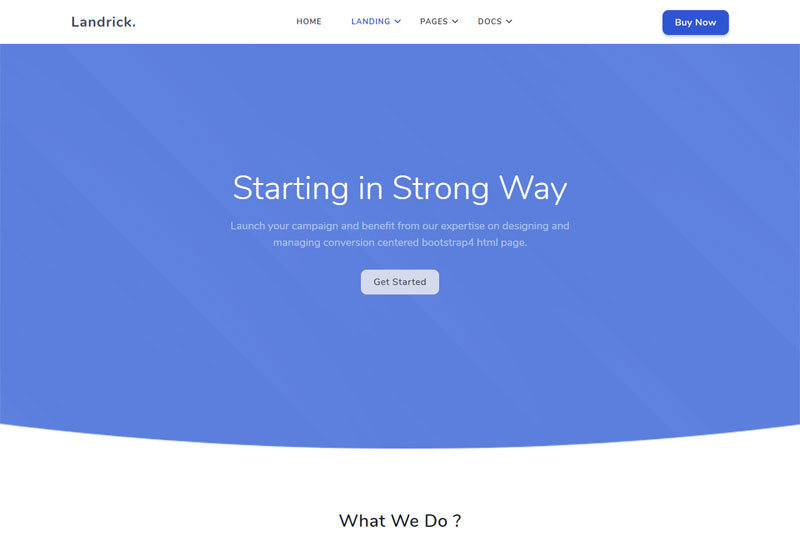 Landrick.
HOME
LANDING
PAGES
DOCS
Buy Now
Starting in Strong Way
Launch your campaign and benefit from our expertise on designing and
managing conversion centered bootstrap4 html page.
Get Started
What We Do ?